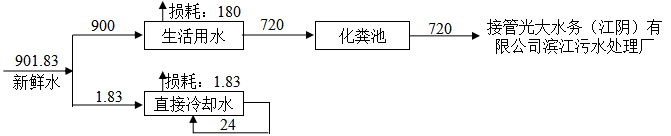 损耗：180
900
生活用水
720
化粪池
720
接管光大水务（江阴）有
限公司滨江污水处理厂
901.83
新鲜水
损耗：1.83
1.83
直接冷却水
24